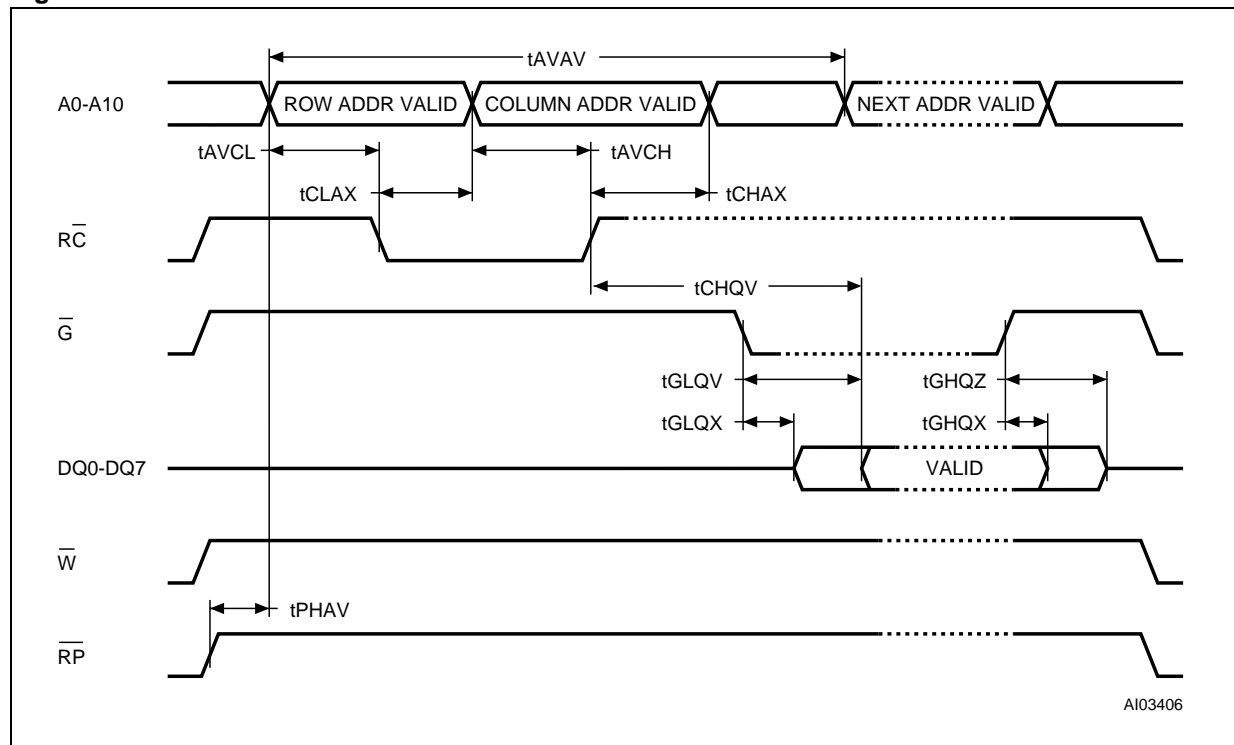 tAVAV
A0-A10
ROW ADDR VALID
COLUMN ADDR VALID
NEXT ADDR VALID
tAVCL
tAVCH
tCLAX
tCHAX
RC̅
tCHQV
G̅
tGLQV
tGHQZ
tGLQX
tGHQX
DQ0-DQ7
VALID
W̅
tPHAV
R̅P̅
AI03406